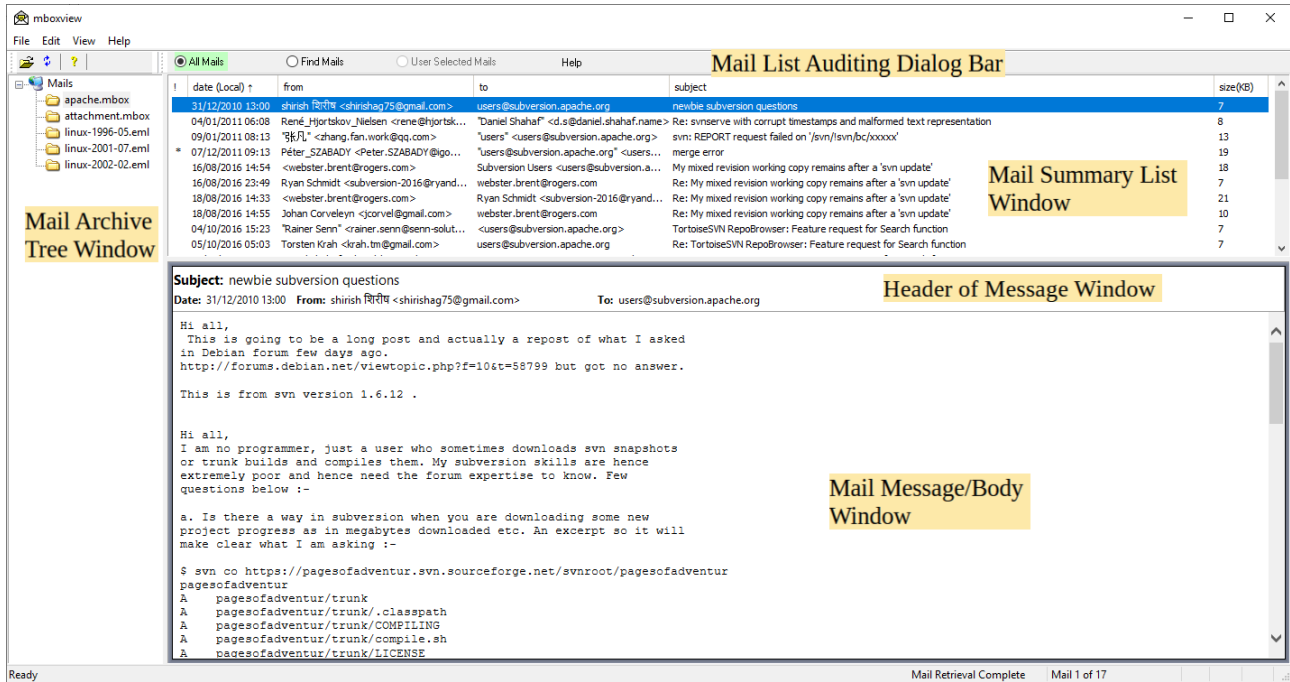 mboxview
File Edit View Help
All Mails Find Mails User Selected Mails Help
Mail List Auditing Dialog Bar
Mails
apache.mbox
attachment.mbox
linux-1996-05.eml
linux-2001-07.eml
linux-2002-02.eml
Mail Archive
Tree Window
! date (Local) ↑ from to subject size(KB)
31/12/2010 13:00 shirish शिरीष <shirishag75@gmail.com> users@subversion.apache.org newbie subversion questions 7
04/01/2011 06:08 René_Hjortskov_Nielsen <rene@hjortsk... "Daniel Shahaf" <d.s@daniel.shahaf.name> Re: svnserve with corrupt timestamps and malformed text representation 8
09/01/2011 08:13 "张凡" <zhang.fan.work@qq.com> "users" <users@subversion.apache.org> svn: REPORT request failed on '/svn/!svn/bc/xxxxx' 13
* 07/12/2011 09:13 Péter_SZABADY <Peter.SZABADY@igo... "users@subversion.apache.org" <users... merge error 19
16/08/2016 14:54 <webster.brent@rogers.com> Subversion Users <users@subversion.a... My mixed revision working copy remains after a 'svn update' 18
16/08/2016 23:49 Ryan Schmidt <subversion-2016@ryand... webster.brent@rogers.com Re: My mixed revision working copy remains after a 'svn update' 7
18/08/2016 14:33 <webster.brent@rogers.com> Ryan Schmidt <subversion-2016@ryand... Re: My mixed revision working copy remains after a 'svn update' 21
18/08/2016 14:55 Johan Corveleyn <jcorvel@gmail.com> webster.brent@rogers.com Re: My mixed revision working copy remains after a 'svn update' 10
04/10/2016 15:23 "Rainer Senn" <rainer.senn@senn-solut... <users@subversion.apache.org> TortoiseSVN RepoBrowser: Feature request for Search function 7
05/10/2016 05:03 Torsten Krah <krah.tm@gmail.com> users@subversion.apache.org Re: TortoiseSVN RepoBrowser: Feature request for Search function 7
Mail Summary List
Window
Subject: newbie subversion questions
Date: 31/12/2010 13:00 From: shirish शिरीष <shirishag75@gmail.com> To: users@subversion.apache.org
Header of Message Window
Hi all,
This is going to be a long post and actually a repost of what I asked
in Debian forum few days ago.
http://forums.debian.net/viewtopic.php?f=10&t=58799 but got no answer.
This is from svn version 1.6.12 .
Hi all,
I am no programmer, just a user who sometimes downloads svn snapshots
or trunk builds and compiles them. My subversion skills are hence
extremely poor and hence need the forum expertise to know. Few
questions below :-
a. Is there a way in subversion when you are downloading some new
project progress as in megabytes downloaded etc. An excerpt so it will
make clear what I am asking :-
$ svn co https://pagesofadventur.svn.sourceforge.net/svnroot/pagesofadventur
pagesofadventur
A pagesofadventur/trunk
A pagesofadventur/trunk/.classpath
A pagesofadventur/trunk/COMPILING
A pagesofadventur/trunk/compile.sh
A pagesofadventur/trunk/LICENSE
Mail Message/Body
Window
Ready Mail Retrieval Complete Mail 1 of 17